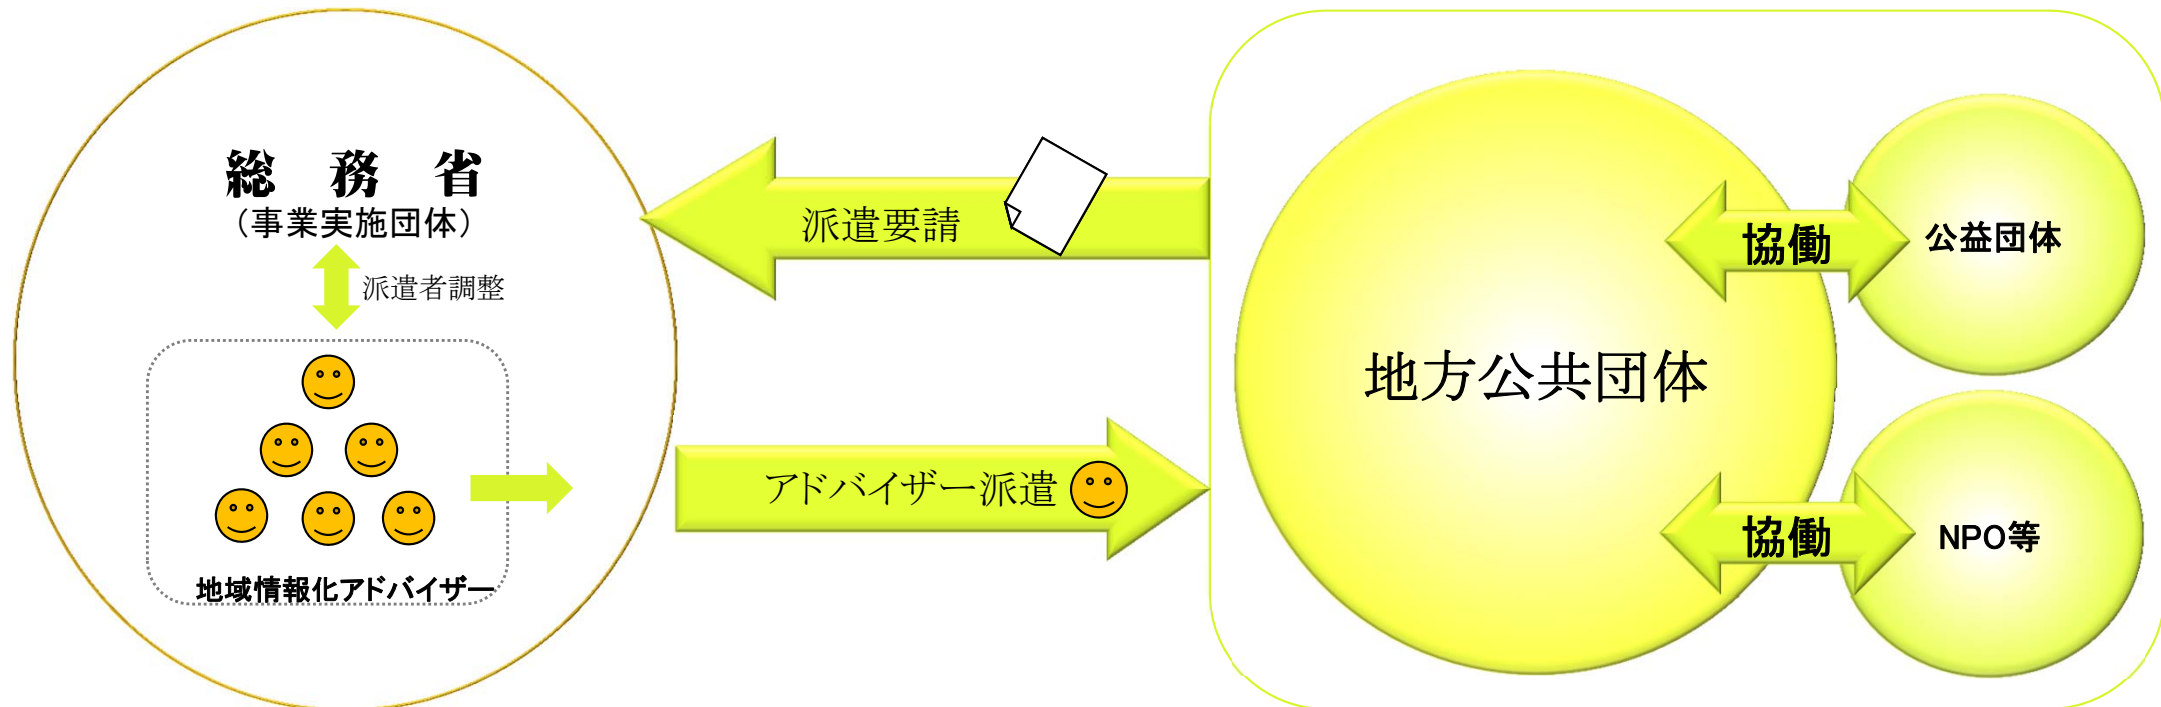 総務省
（事業実施団体）
派遣者調整
地域情報化アドバイザー
派遣要請
アドバイザー派遣
地方公共団体
協働
公益団体
協働
NPO等